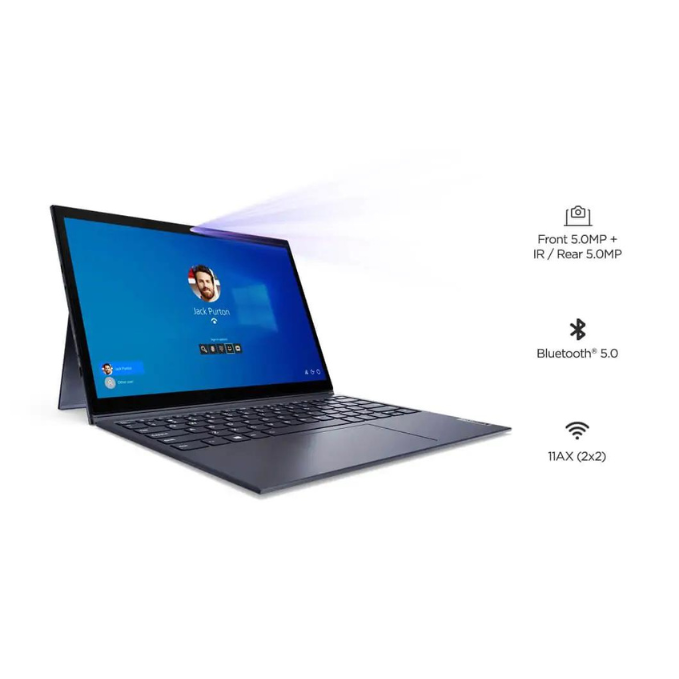 Front 5.0MP +
IR / Rear 5.0MP
Jack Purton
Bluetooth® 5.0
11AX (2x2)